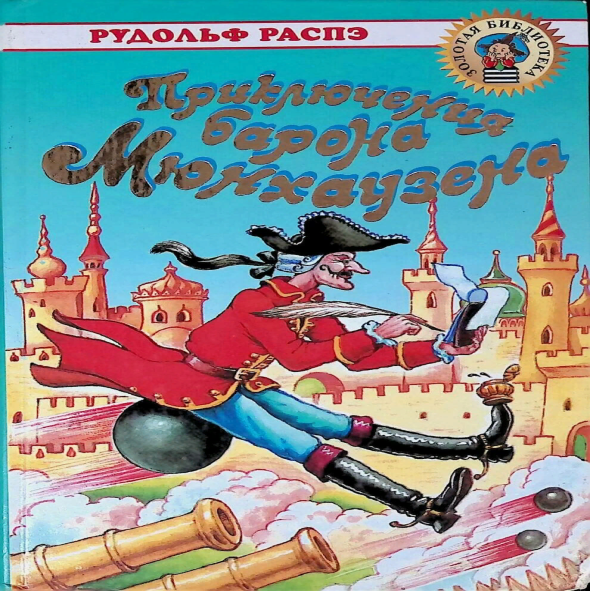 РУДОЛЬФ РАСПЭ
ЗОЛОТАЯ БИБЛИОТЕКА
Приключения
барона
Мюнхаузена